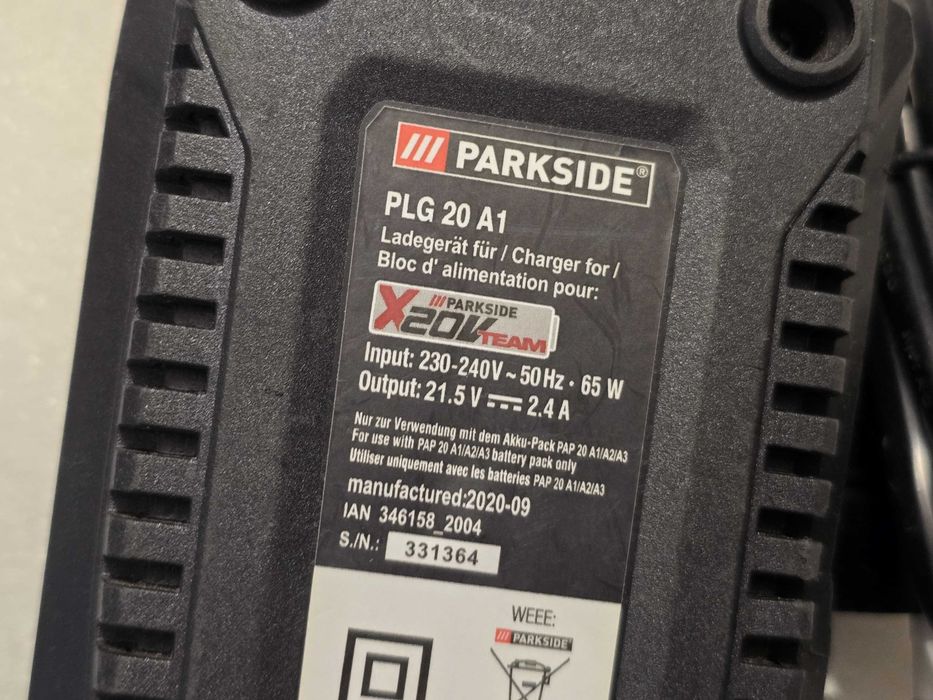 /// PARKSIDE®
PLG 20 A1
Ladegerät für / Charger for /
Bloc d' alimentation pour:
///PARKSIDE
X20V TEAM
Input: 230-240V ~ 50 Hz • 65 W
Output: 21.5 V ⎓ 2.4 A
Nur zur Verwendung mit dem Akku-Pack PAP 20 A1/A2/A3
For use with PAP 20 A1/A2/A3 battery pack only
Utiliser uniquement avec les batteries PAP 20 A1/A2/A3
manufactured:2020-09
IAN 346158_2004
S./N.: 331364
WEEE:
/// PARKSIDE